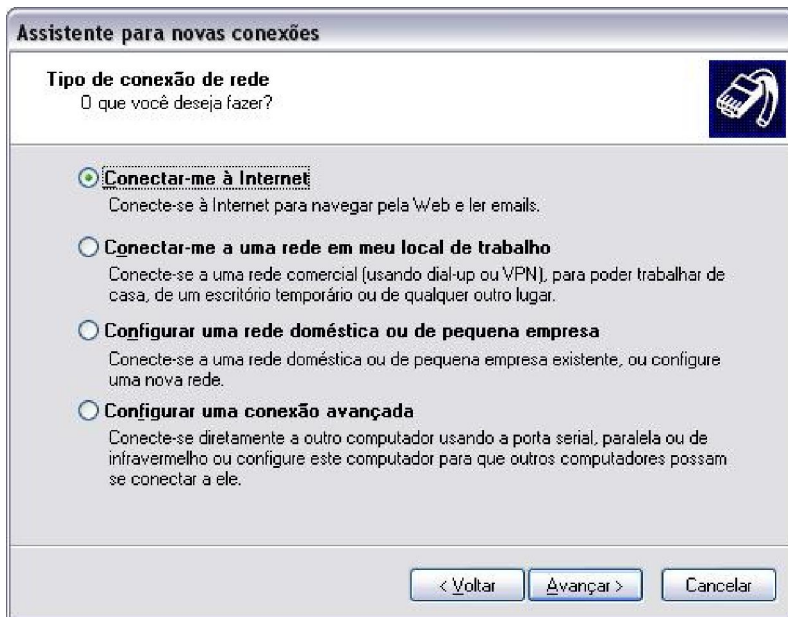 Assistente para novas conexões
Tipo de conexão de rede
O que você deseja fazer?
Conectar-me à Internet
Conecte-se à Internet para navegar pela Web e ler emails.
Conectar-me a uma rede em meu local de trabalho
Conecte-se a uma rede comercial (usando dial-up ou VPN), para poder trabalhar de
casa, de um escritório temporário ou de qualquer outro lugar.
Configurar uma rede doméstica ou de pequena empresa
Conecte-se a uma rede doméstica ou de pequena empresa existente, ou configure
uma nova rede.
Configurar uma conexão avançada
Conecte-se diretamente a outro computador usando a porta serial, paralela ou de
infravermelho ou configure este computador para que outros computadores possam
se conectar a ele.
< Voltar Avançar > Cancelar